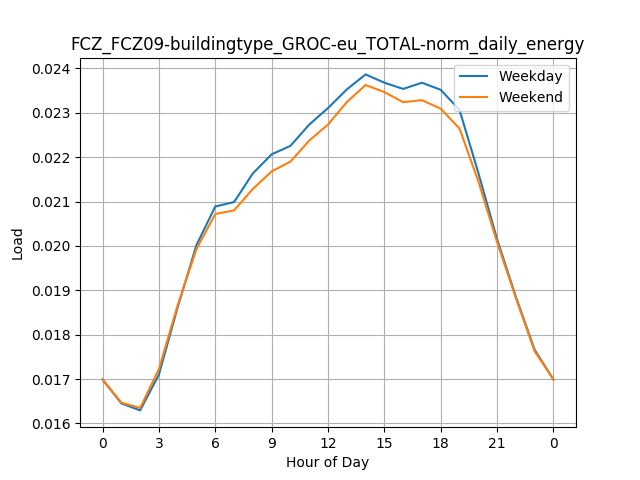 FCZ_FCZ09-buildingtype_GROC-eu_TOTAL-norm_daily_energy
Weekday
Weekend
Load
0.024
0.023
0.022
0.021
0.020
0.019
0.018
0.017
0.016
0 3 6 9 12 15 18 21 0
Hour of Day